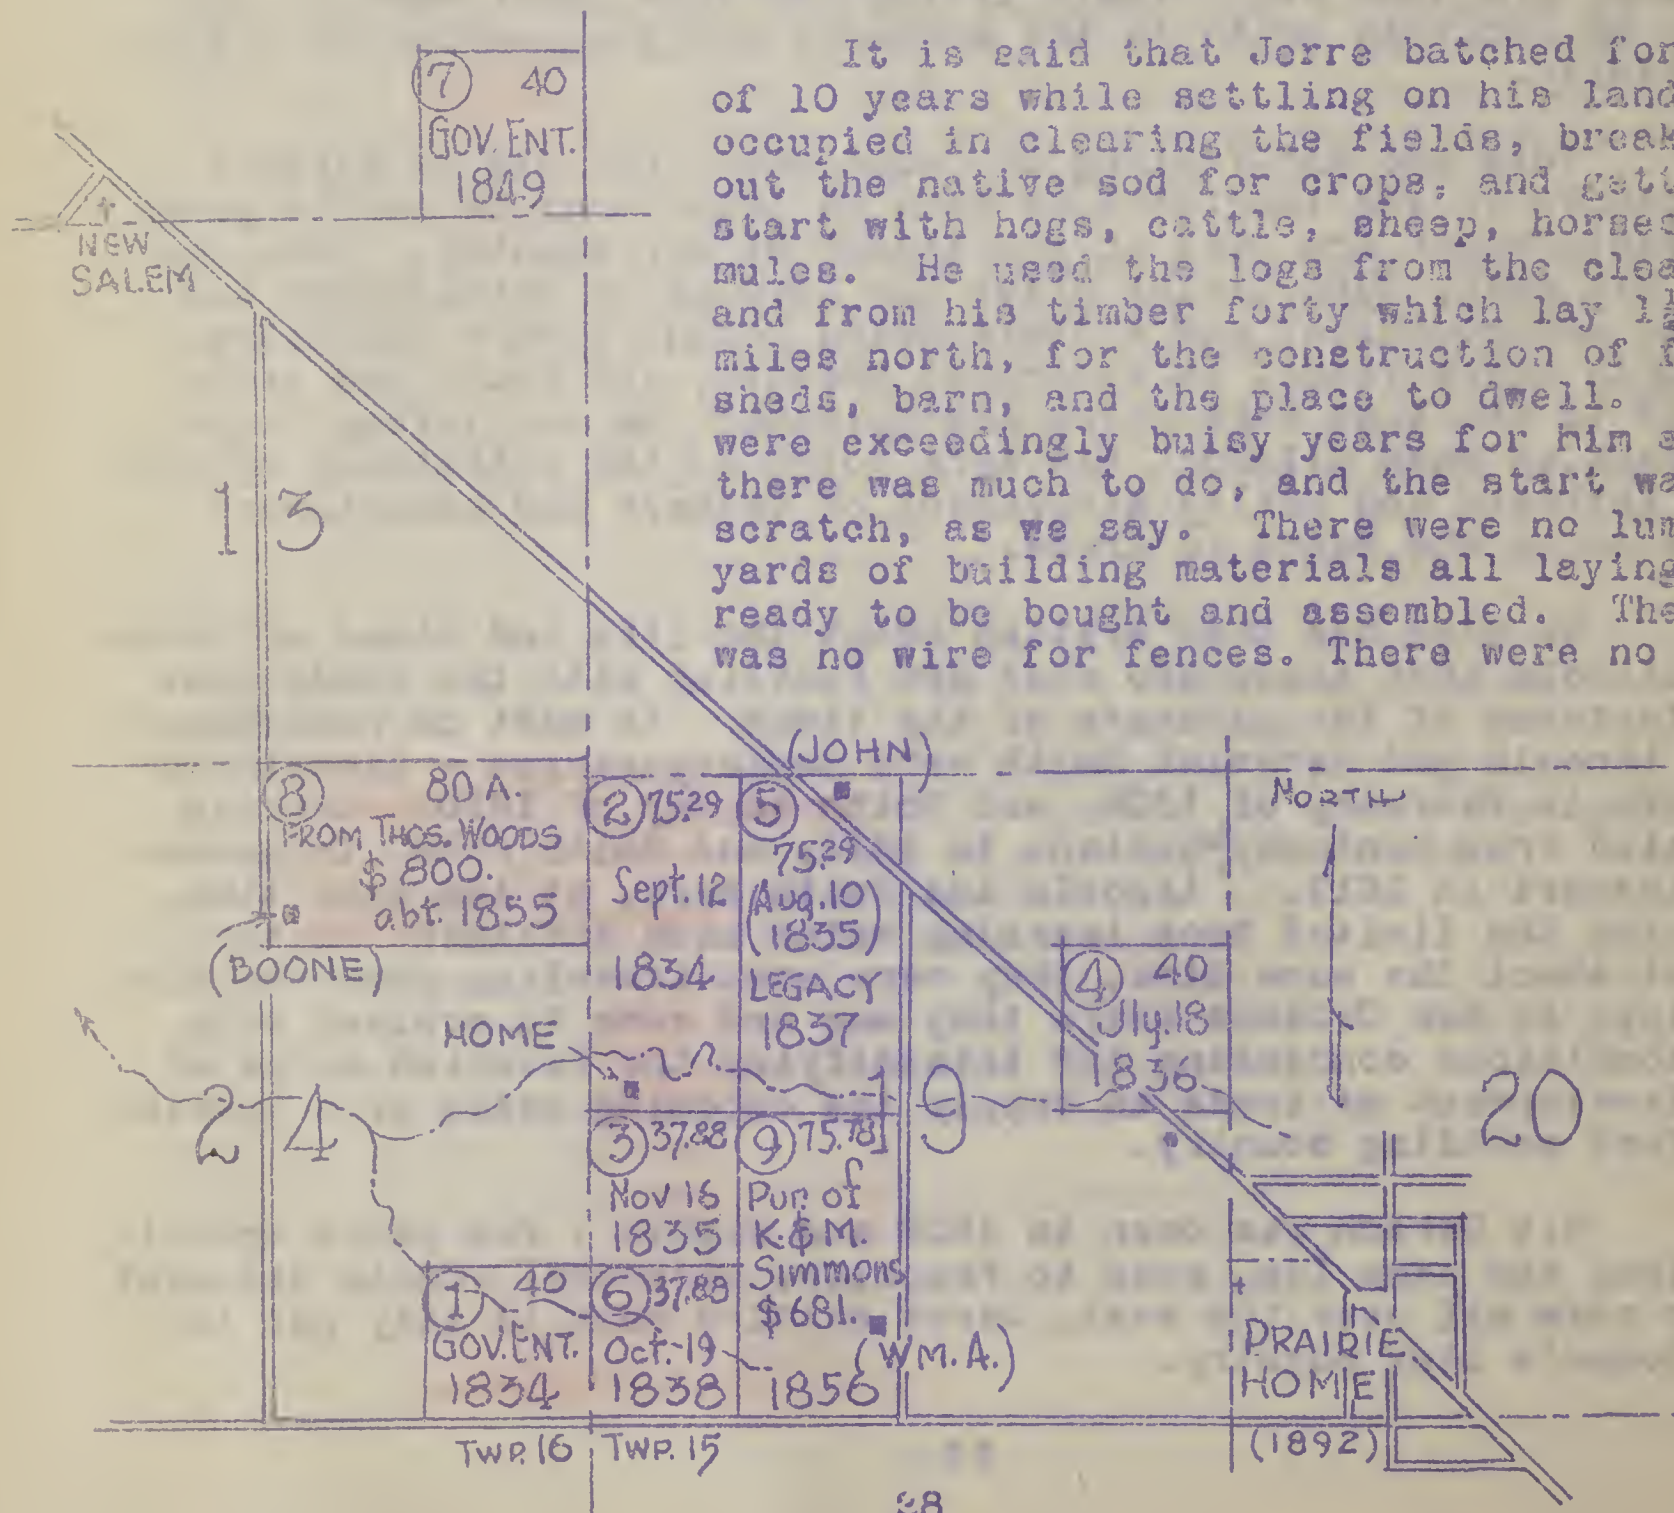 It is said that Jerre batched for
of 10 years while settling on his land
occupied in clearing the fields, break
out the native sod for crops, and gett
start with hogs, cattle, sheep, horses
mules. He used the logs from the clea
and from his timber forty which lay
miles north, for the construction of f
sheds, barn, and the place to dwell.
were exceedingly buisy years for him
there was much to do, and the start wa
scratch, as we say. There were no lum
yards of building materials all laying
ready to be bought and assembled. The
was no wire for fences. There were no
7 40
GOV. ENT.
1849
NEW
SALEM
13
(JOHN)
NORTH
8 80 A.
FROM THOS. WOODS
$ 800.
abt. 1855
(BOONE)
2 75.29
Sept. 12
1834
5
75.29
(Aug. 10)
(1835)
LEGACY
1837
4 40
Jly. 18
1836
HOME
24
19
20
3 37.88
Nov 16
1835
9 75.78
Pur. of
K. & M.
Simmons
$ 681.
1856
(WM. A.)
1 40
GOV. ENT.
1834
6 37.88
Oct. 19
1838
PRAIRIE
HOME
(1892)
TWP. 16
TWP. 15
28